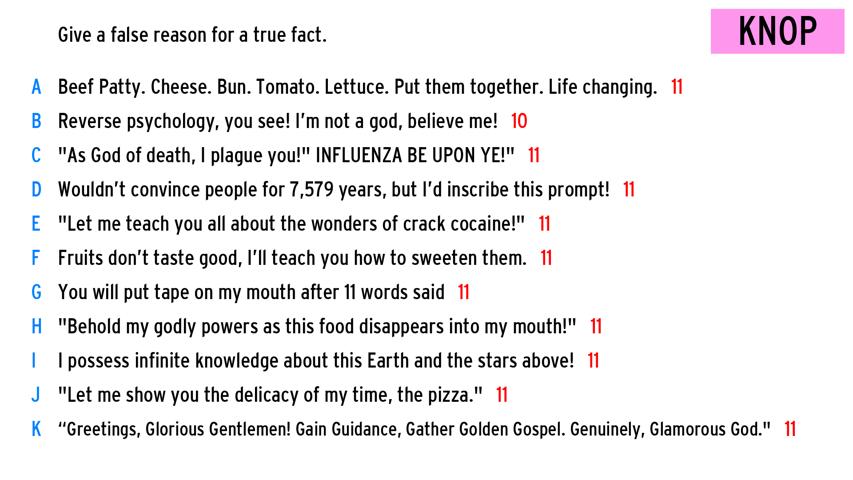 Give a false reason for a true fact.
KNOP
A Beef Patty. Cheese. Bun. Tomato. Lettuce. Put them together. Life changing. 11
B Reverse psychology, you see! I'm not a god, believe me! 10
C "As God of death, I plague you!" INFLUENZA BE UPON YE!" 11
D Wouldn't convince people for 7,579 years, but I'd inscribe this prompt! 11
E "Let me teach you all about the wonders of crack cocaine!" 11
F Fruits don't taste good, I'll teach you how to sweeten them. 11
G You will put tape on my mouth after 11 words said 11
H "Behold my godly powers as this food disappears into my mouth!" 11
I I possess infinite knowledge about this Earth and the stars above! 11
J "Let me show you the delicacy of my time, the pizza." 11
K “Greetings, Glorious Gentlemen! Gain Guidance, Gather Golden Gospel. Genuinely, Glamorous God." 11